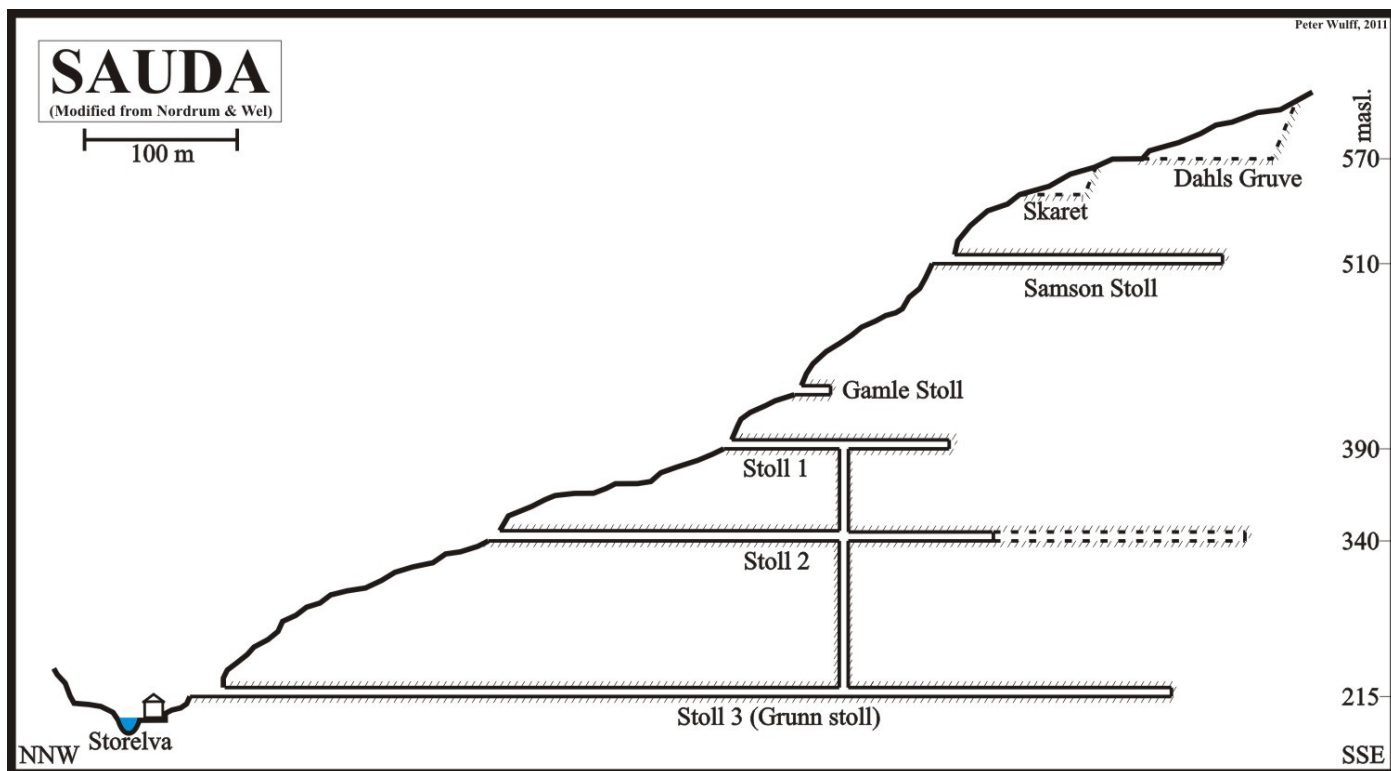 Peter Wulff, 2011
SAUDA
(Modified from Nordrum & Wel)
100 m
masl.
570
Dahls Gruve
Skaret
510
Samson Stoll
Gamle Stoll
390
Stoll 1
340
Stoll 2
215
Stoll 3 (Grunn stoll)
Storelva
NNW
SSE